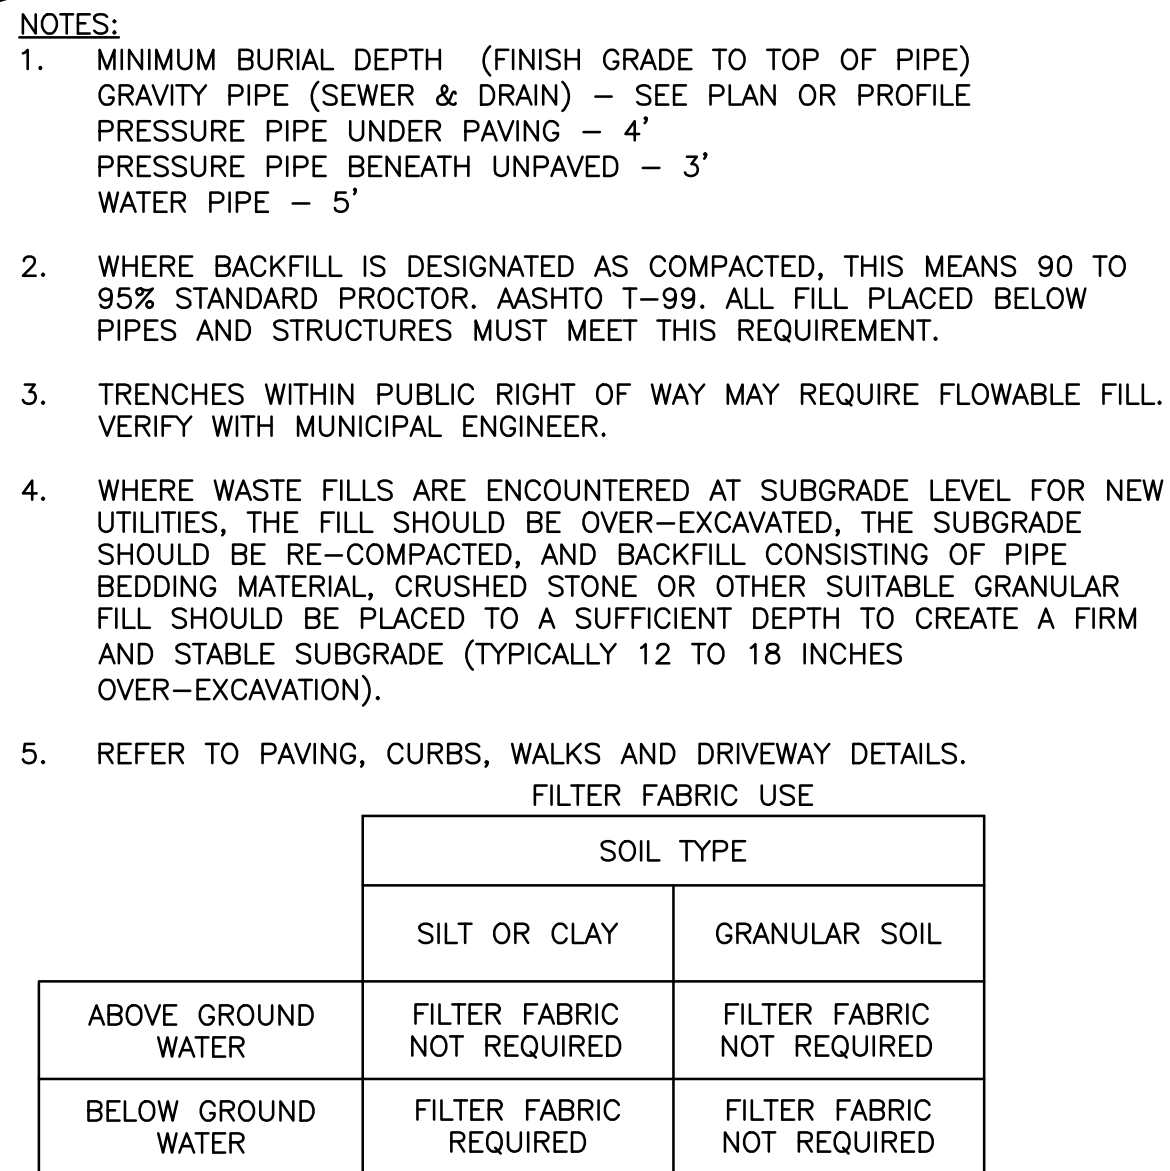 NOTES:
1. MINIMUM BURIAL DEPTH (FINISH GRADE TO TOP OF PIPE)
GRAVITY PIPE (SEWER & DRAIN) – SEE PLAN OR PROFILE
PRESSURE PIPE UNDER PAVING – 4'
PRESSURE PIPE BENEATH UNPAVED – 3'
WATER PIPE – 5'
2. WHERE BACKFILL IS DESIGNATED AS COMPACTED, THIS MEANS 90 TO
95% STANDARD PROCTOR. AASHTO T–99. ALL FILL PLACED BELOW
PIPES AND STRUCTURES MUST MEET THIS REQUIREMENT.
3. TRENCHES WITHIN PUBLIC RIGHT OF WAY MAY REQUIRE FLOWABLE FILL.
VERIFY WITH MUNICIPAL ENGINEER.
4. WHERE WASTE FILLS ARE ENCOUNTERED AT SUBGRADE LEVEL FOR NEW
UTILITIES, THE FILL SHOULD BE OVER–EXCAVATED, THE SUBGRADE
SHOULD BE RE–COMPACTED, AND BACKFILL CONSISTING OF PIPE
BEDDING MATERIAL, CRUSHED STONE OR OTHER SUITABLE GRANULAR
FILL SHOULD BE PLACED TO A SUFFICIENT DEPTH TO CREATE A FIRM
AND STABLE SUBGRADE (TYPICALLY 12 TO 18 INCHES
OVER–EXCAVATION).
5. REFER TO PAVING, CURBS, WALKS AND DRIVEWAY DETAILS.
FILTER FABRIC USE
SOIL TYPE
SILT OR CLAY GRANULAR SOIL
ABOVE GROUND FILTER FABRIC FILTER FABRIC
WATER NOT REQUIRED NOT REQUIRED
BELOW GROUND FILTER FABRIC FILTER FABRIC
WATER REQUIRED NOT REQUIRED